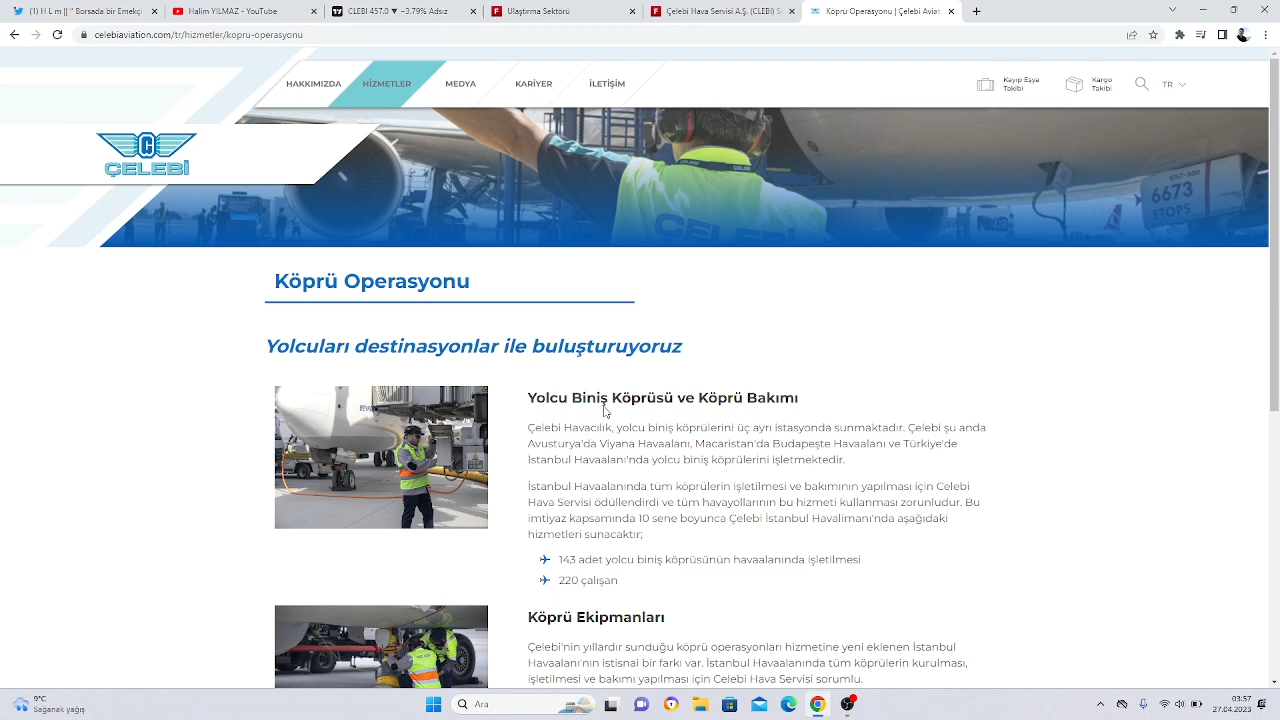 (1) H L m || " Borsada bir Emekçi
Halim YILMAZ - YouTube
CLEBI 457.0 ▼ −3.79% Adsız
Ulaştırma Sektörü
Çelebi Hava Servisi A.Ş. (CLEBI) S
Köprü Operasyonu | Çelebi Aviat
celebiaviation.com/tr/hizmetler/kopru-operasyonu
HAKKIMIZDA
HİZMETLER
MEDYA
KARİYER
İLETİŞİM
Kayıp Eşya
Takibi
Kargo
Takibi
TR
ÇELEBİ
6673
ETOPS
ÇELEBİ
Köprü Operasyonu
Yolcuları destinasyonlar ile buluşturuyoruz
Yolcu Biniş Köprüsü ve Köprü Bakımı
Çelebi Havacılık, yolcu biniş köprülerini üç ayrı istasyonda sunmaktadır. Çelebi şu anda
Avusturya'da Viyana Havaalanı, Macaristan'da Budapeşte Havaalanı ve Türkiye'de
İstanbul Havaalanı'nda yolcu biniş köprülerini işletmektedir.
İstanbul Havaalanında tüm köprülerin işletilmesi ve bakımının yapılması için Çelebi
Hava Servisi ödüllendirdi ve tüm havayollarının bu hizmeti kullanması zorunludur. Bu
imtiyaz kapsamında 10 sene boyunca Çelebi İstanbul Havalimanı'nda aşağıdaki
hizmetleri sunacaktır;
143 adet yolcu biniş köprüsünün havaalanında işletilmesi
220 çalışan
Köprü Ekipmanları
Çelebi'nin yıllardır sunduğu köprü operasyonları hizmetine yeni eklenen İstanbul
Havaalanı'nın istisnai bir farkı var. İstanbul Havaalanında tüm köprülerin kurulması,
işletilmesi ve bakımı yapılması için Çelebi Hava Servisi sorumlu.
9°C
Sağanak yağış
Ara
03:57
27.04.2023